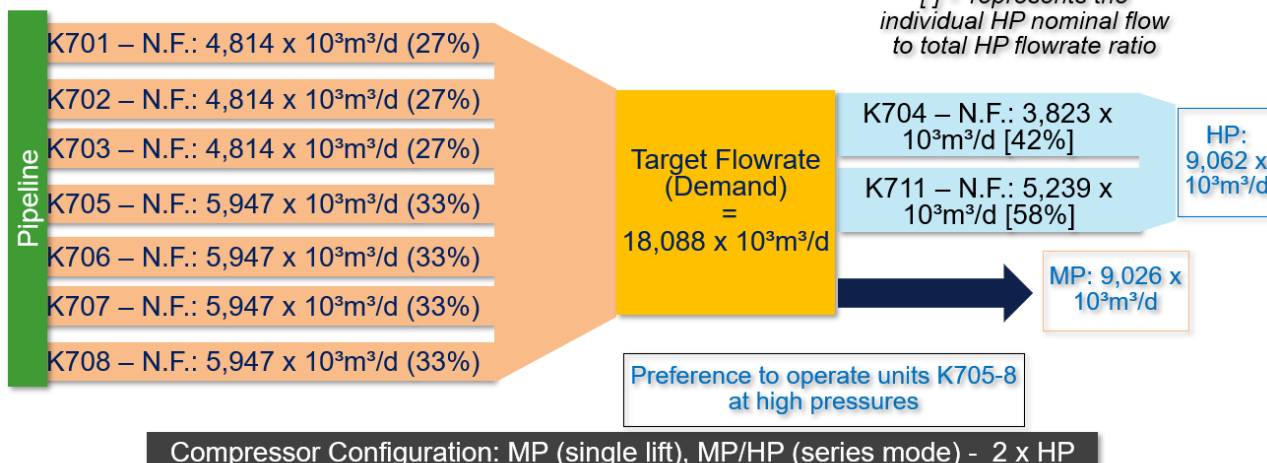 [ ] - represents the
individual HP nominal flow
to total HP flowrate ratio
Pipeline
K701 – N.F.: 4,814 x 10³m³/d (27%)
K702 – N.F.: 4,814 x 10³m³/d (27%)
K703 – N.F.: 4,814 x 10³m³/d (27%)
K705 – N.F.: 5,947 x 10³m³/d (33%)
K706 – N.F.: 5,947 x 10³m³/d (33%)
K707 – N.F.: 5,947 x 10³m³/d (33%)
K708 – N.F.: 5,947 x 10³m³/d (33%)
Target Flowrate
(Demand)
=
18,088 x 10³m³/d
K704 – N.F.: 3,823 x
10³m³/d [42%]
K711 – N.F.: 5,239 x
10³m³/d [58%]
HP:
9,062 x
10³m³/d
MP: 9,026 x
10³m³/d
Preference to operate units K705-8
at high pressures
Compressor Configuration: MP (single lift), MP/HP (series mode) - 2 x HP